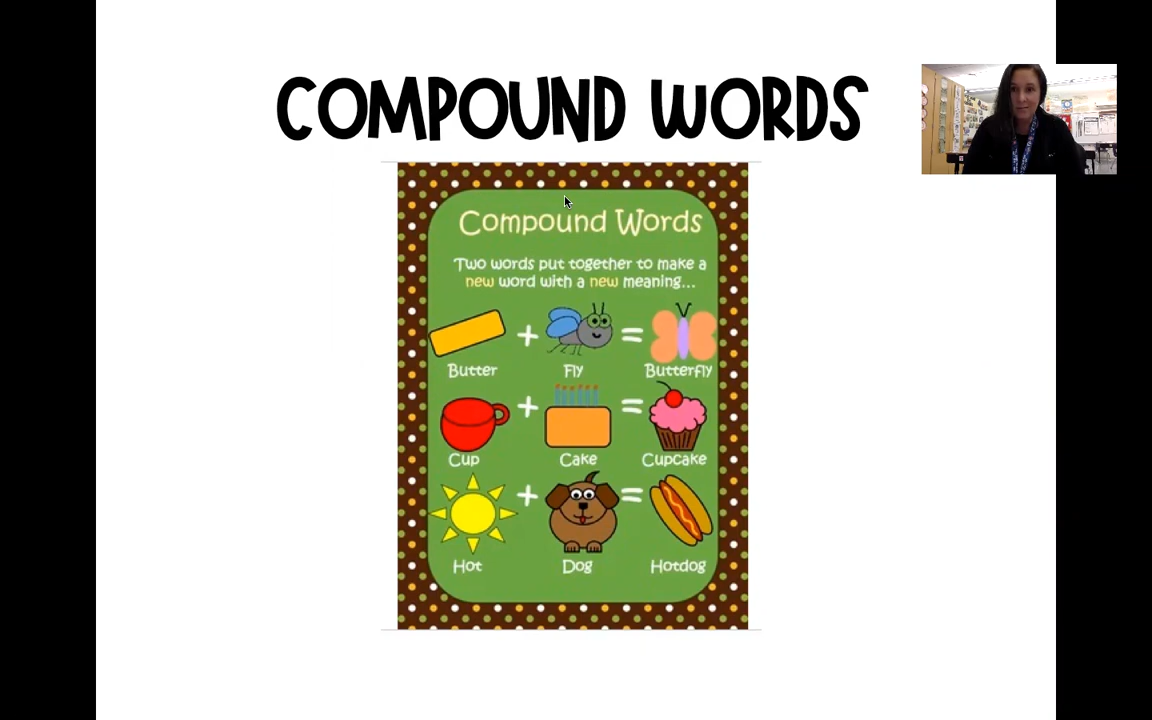 COMPOUND WORDS
Compound Words
Two words put together to make a
new word with a new meaning...
Butter + Fly = Butterfly
Cup + Cake = Cupcake
Hot + Dog = Hotdog